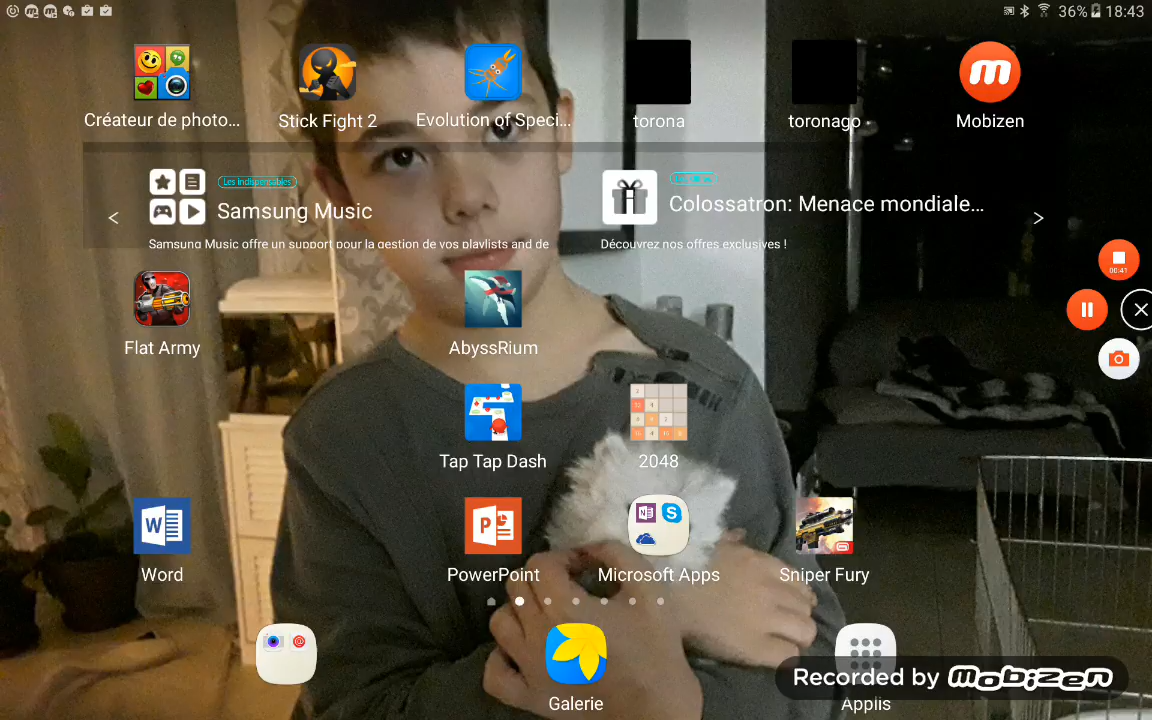 36% 18:43
Créateur de photo...
Stick Fight 2
Evolution of Speci...
torona
toronago
Mobizen
Les indispensables
Samsung Music
Samsung Music offre un support pour la gestion de vos playlists and de
Colossatron: Menace mondiale...
Découvrez nos offres exclusives !
00:41
Flat Army
AbyssRium
Tap Tap Dash
2048
Word
PowerPoint
Microsoft Apps
Sniper Fury
Galerie
Applis
Recorded by Mobizen